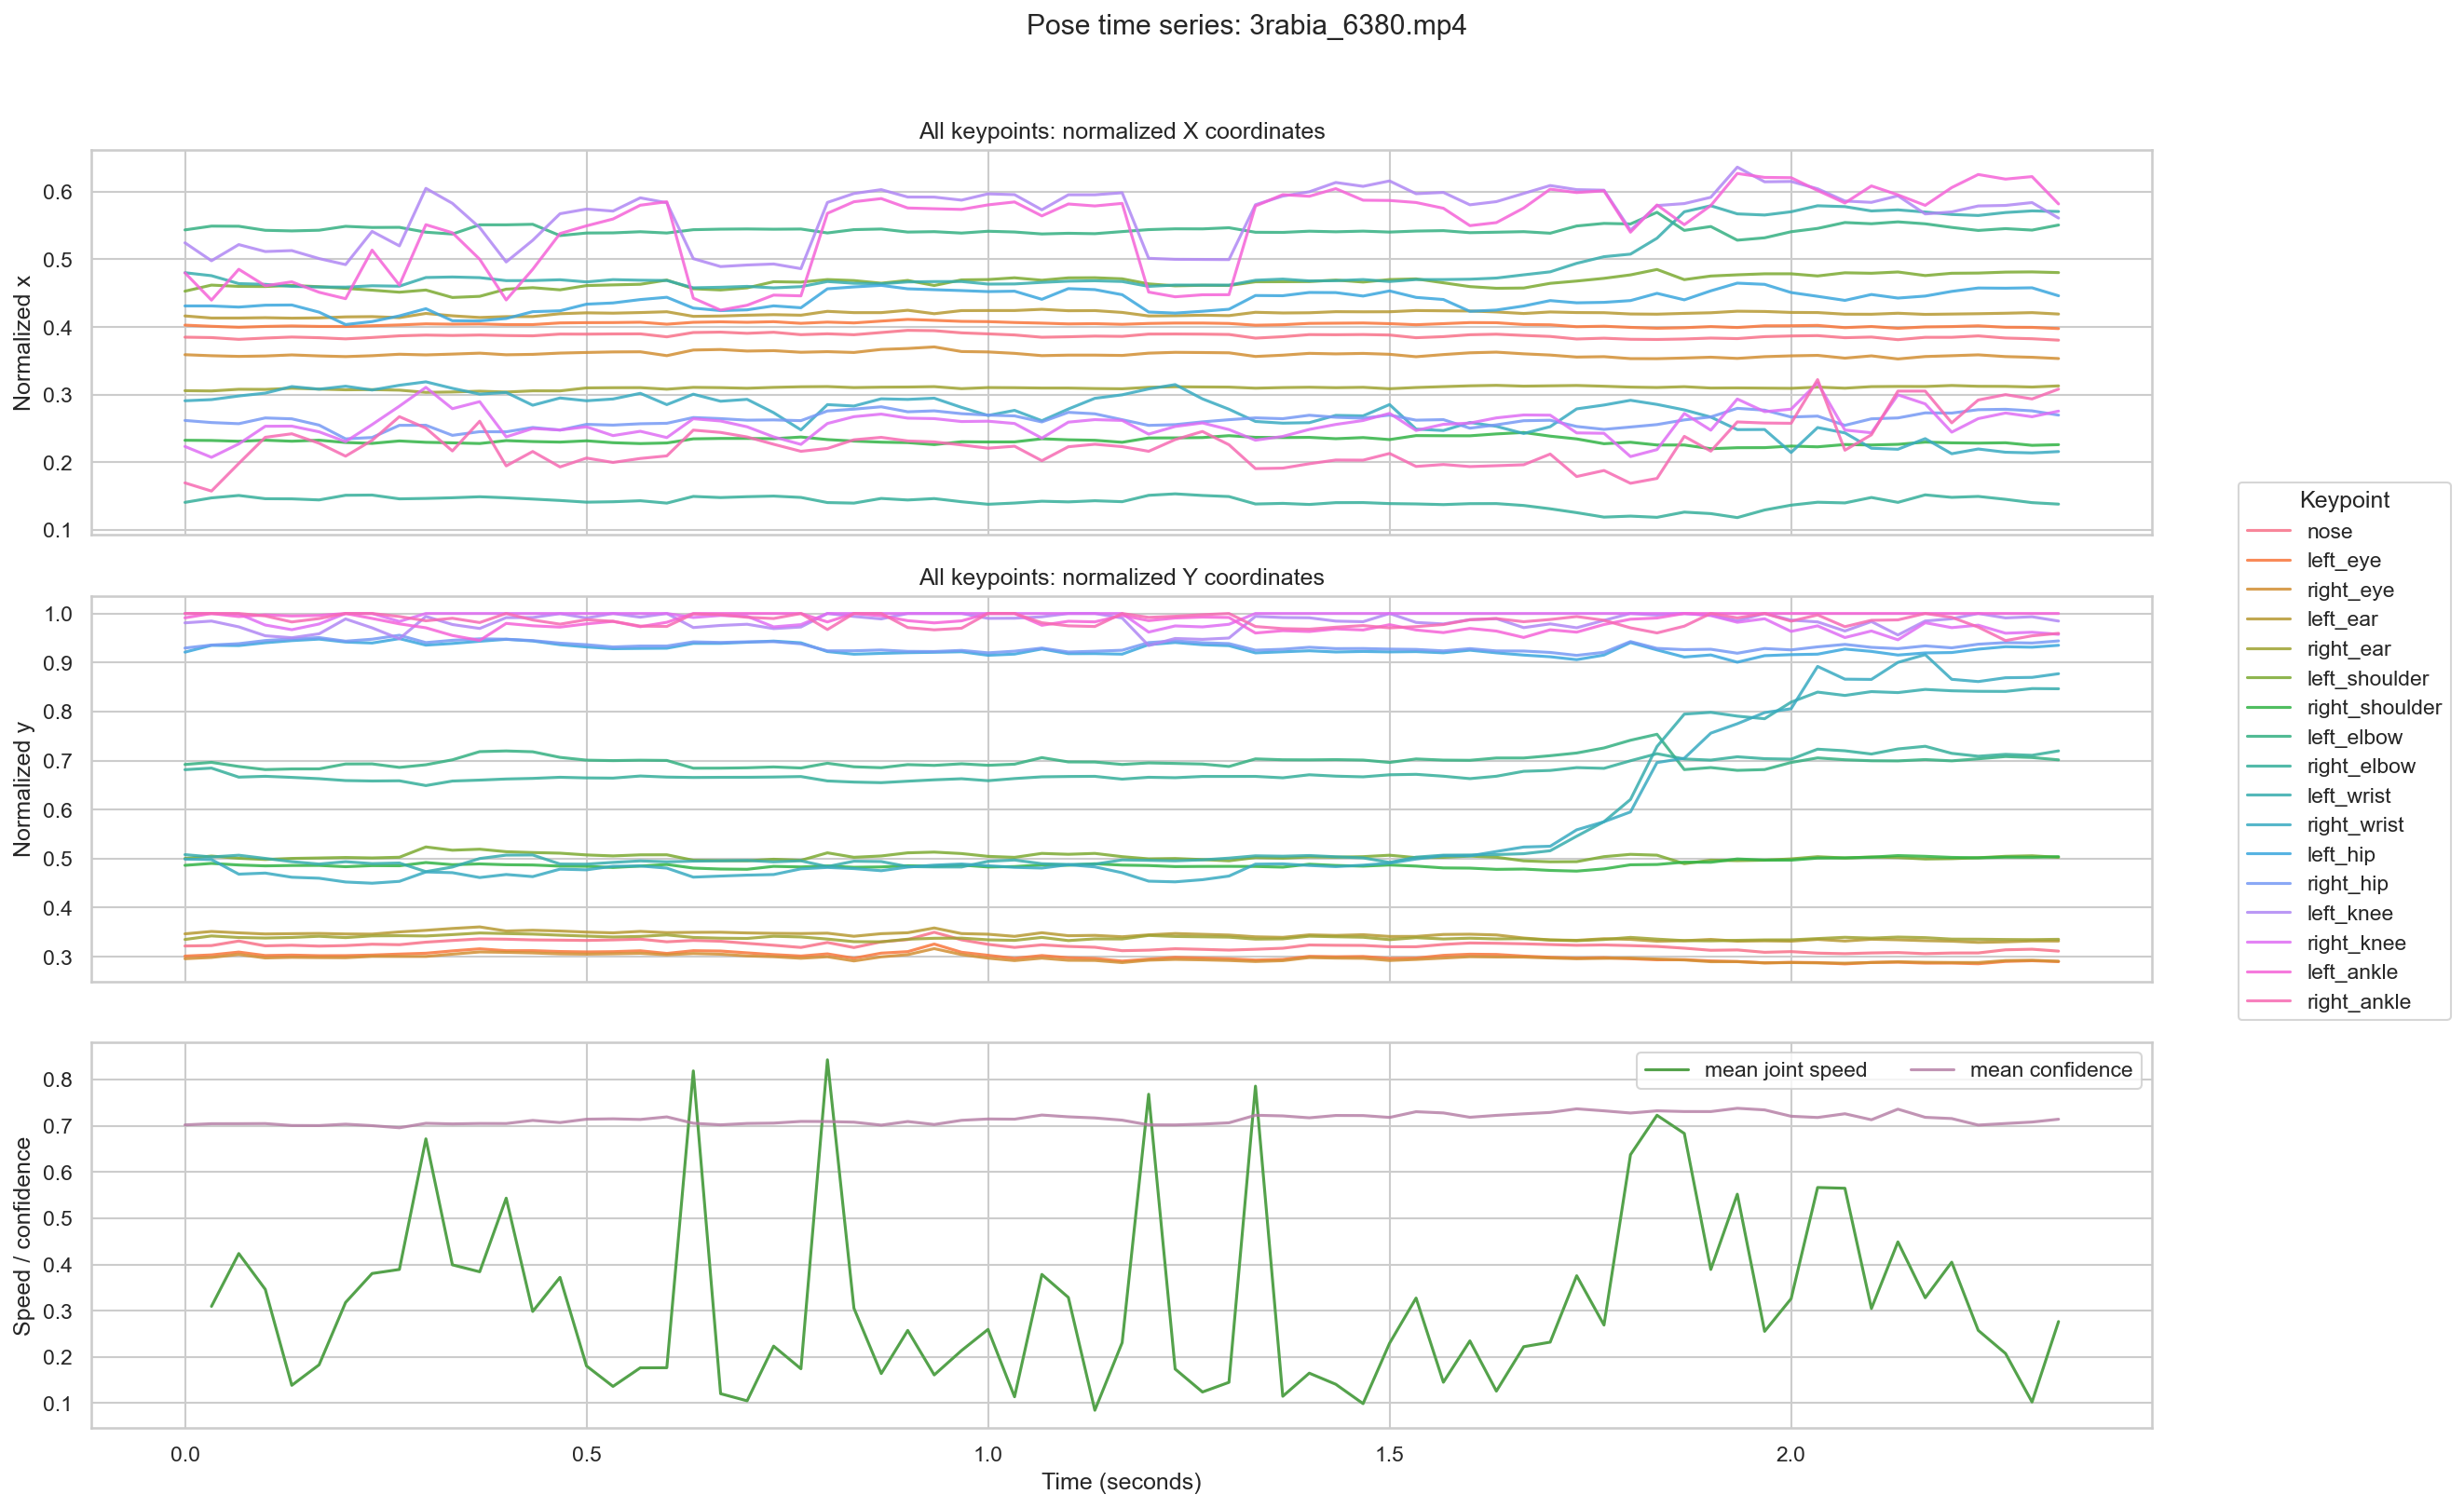 Pose time series: 3rabia_6380.mp4
All keypoints: normalized X coordinates
Normalized x
0.6
0.5
0.4
0.3
0.2
0.1
All keypoints: normalized Y coordinates
Normalized y
1.0
0.9
0.8
0.7
0.6
0.5
0.4
0.3
Keypoint
nose
left_eye
right_eye
left_ear
right_ear
left_shoulder
right_shoulder
left_elbow
right_elbow
left_wrist
right_wrist
left_hip
right_hip
left_knee
right_knee
left_ankle
right_ankle
Speed / confidence
0.8
0.7
0.6
0.5
0.4
0.3
0.2
0.1
mean joint speed mean confidence
0.0 0.5 1.0 1.5 2.0
Time (seconds)